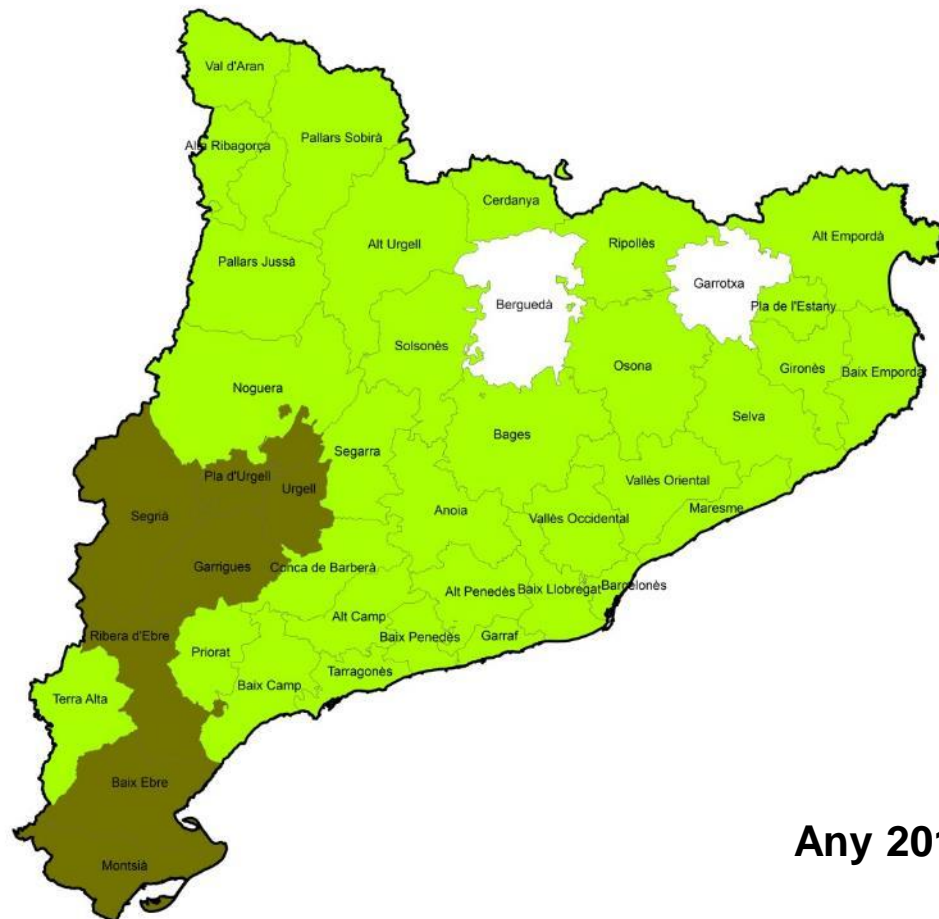 Val d'Aran
Alta Ribagorça
Pallars Sobirà
Cerdanya
Alt Urgell
Ripollès
Alt Empordà
Pallars Jussà
Garrotxa
Berguedà
Pla de l'Estany
Solsonès
Osona
Gironès
Baix Empordà
Noguera
Selva
Bages
Segarra
Pla d'Urgell
Urgell
Vallès Oriental
Anoia
Maresme
Segrià
Vallès Occidental
Garrigues
Conca de Barberà
Alt Penedès
Baix Llobregat
Barcelonès
Alt Camp
Ribera d'Ebre
Baix Penedès
Garraf
Priorat
Tarragonès
Baix Camp
Terra Alta
Baix Ebre
Any 201
Montsià